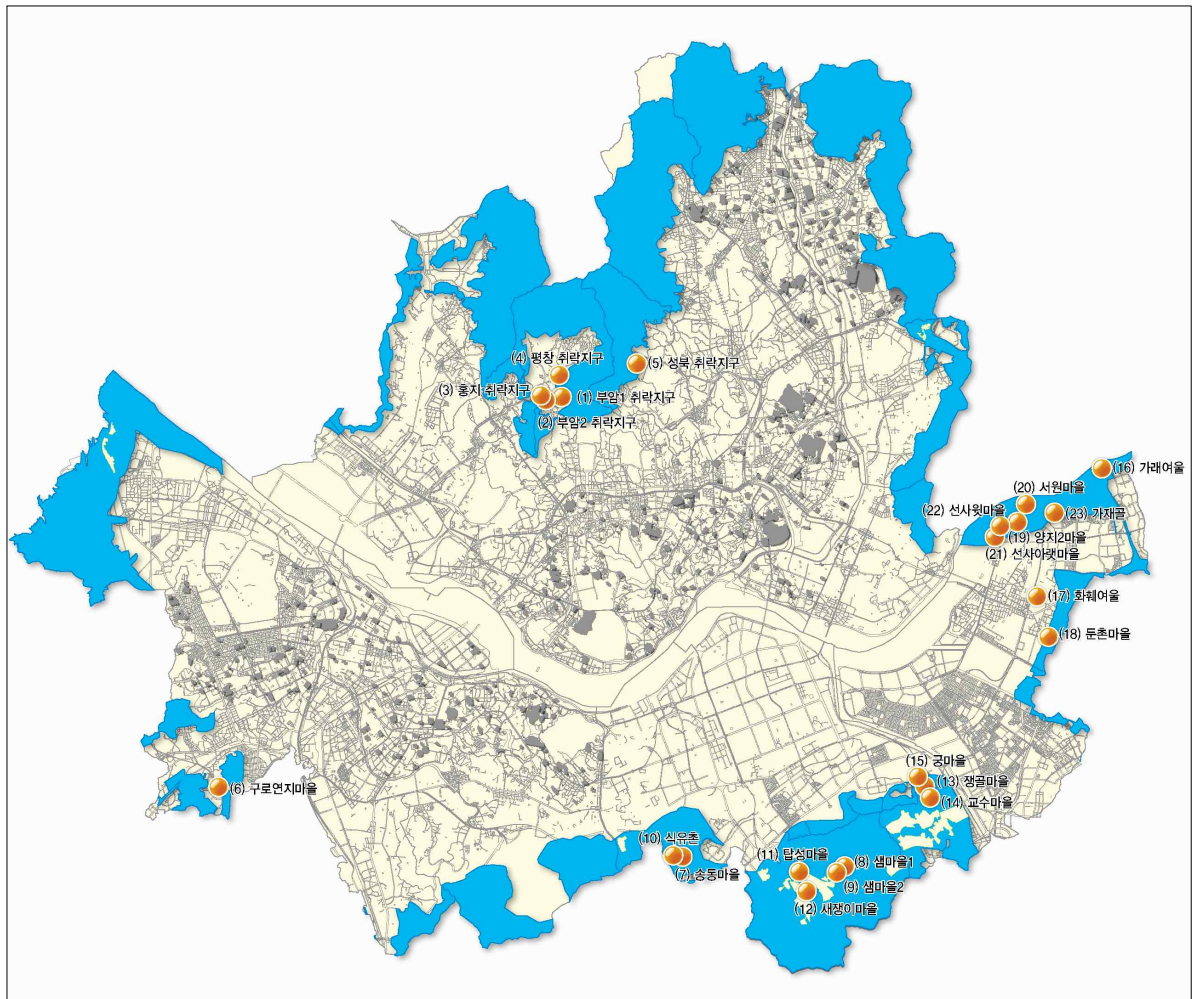 (4) 평창 취락지구
(5) 성북 취락지구
(3) 홍지 취락지구
(1) 부암1 취락지구
(2) 부암2 취락지구
(16) 가래여울
(20) 서원마을
(22) 선사윗마을
(23) 가재골
(19) 양지2마을
(21) 선사아랫마을
(17) 화훼여울
(18) 둔촌마을
(15) 궁마을
(13) 쟁골마을
(6) 구로연지마을
(14) 교수마을
(10) 식유촌
(11) 탑성마을
(8) 샘마을1
(7) 송동마을
(9) 샘마을2
(12) 새쟁이마을